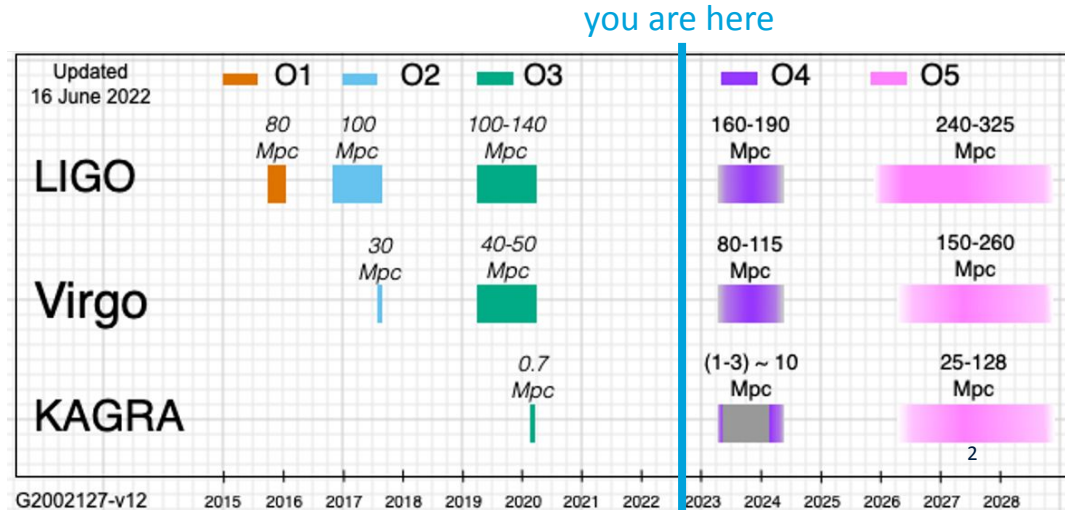 you are here
Updated
16 June 2022
O1 O2 O3 O4 O5
80 100 100-140 160-190 240-325
Mpc Mpc Mpc Mpc Mpc
LIGO
30 40-50 80-115 150-260
Mpc Mpc Mpc Mpc
Virgo
0.7 (1-3) ~ 10 25-128
Mpc Mpc Mpc
KAGRA
2
G2002127-v12 2015 2016 2017 2018 2019 2020 2021 2022 2023 2024 2025 2026 2027 2028